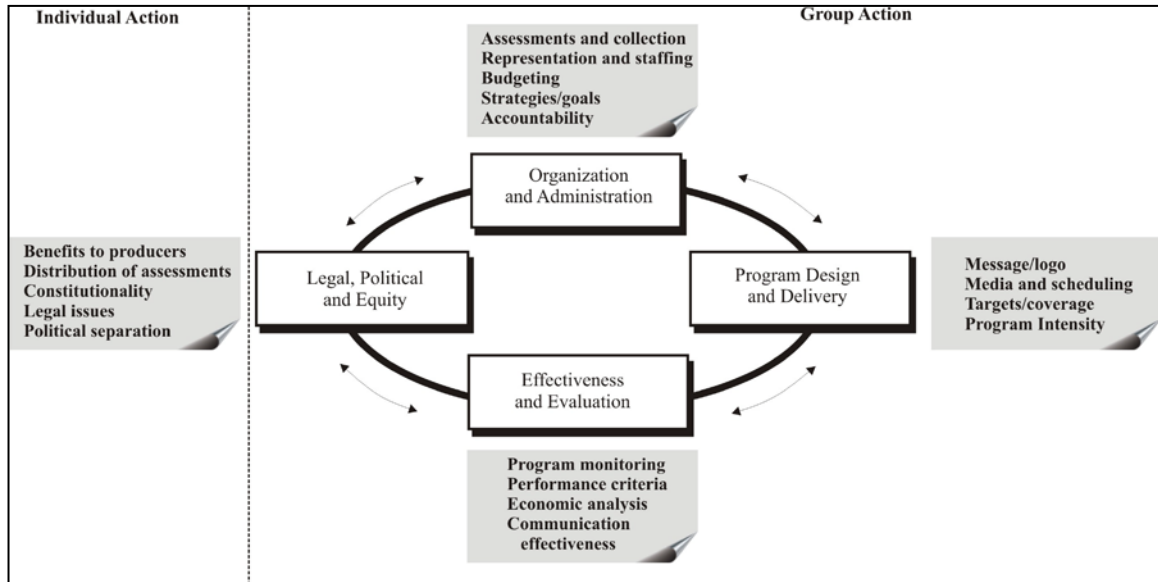 Individual Action
Group Action
Assessments and collection
Representation and staffing
Budgeting
Strategies/goals
Accountability
Organization
and Administration
Benefits to producers
Distribution of assessments
Constitutionality
Legal issues
Political separation
Legal, Political
and Equity
Program Design
and Delivery
Message/logo
Media and scheduling
Targets/coverage
Program Intensity
Effectiveness
and Evaluation
Program monitoring
Performance criteria
Economic analysis
Communication
effectiveness